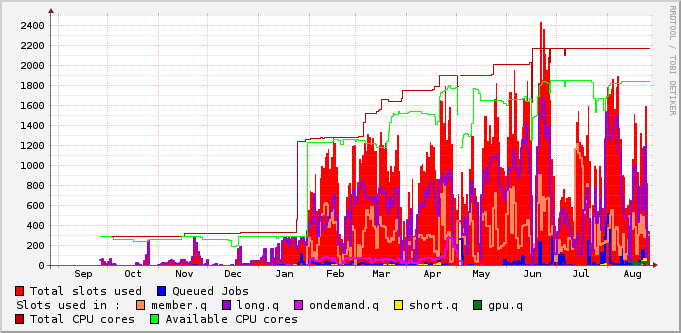 2400
2200
2000
1800
1600
1400
1200
1000
800
600
400
200
0
Sep Oct Nov Dec Jan Feb Mar Apr May Jun Jul Aug
RRDTOOL / TOBI OETIKER
Total slots used Queued Jobs
Slots used in : member.q long.q ondemand.q short.q gpu.q
Total CPU cores Available CPU cores